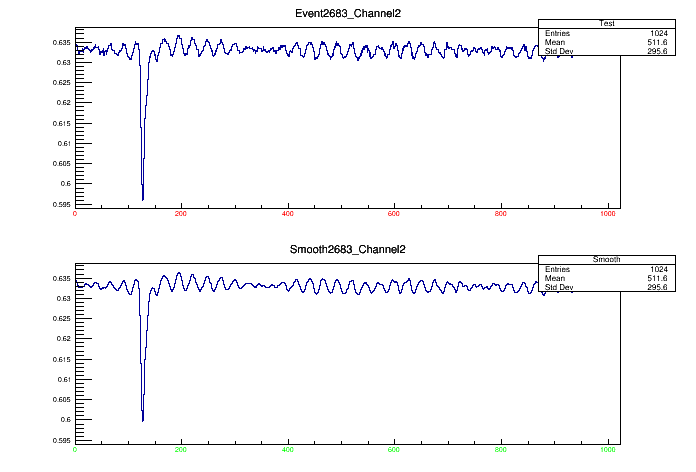 Event2683_Channel2
Test
Entries 1024
Mean 511.6
Std Dev 295.6
0.635
0.63
0.625
0.62
0.615
0.61
0.605
0.6
0.595
0 200 400 600 800 1000
Smooth2683_Channel2
Smooth
Entries 1024
Mean 511.6
Std Dev 295.6
0.635
0.63
0.625
0.62
0.615
0.61
0.605
0.6
0.595
0 200 400 600 800 1000